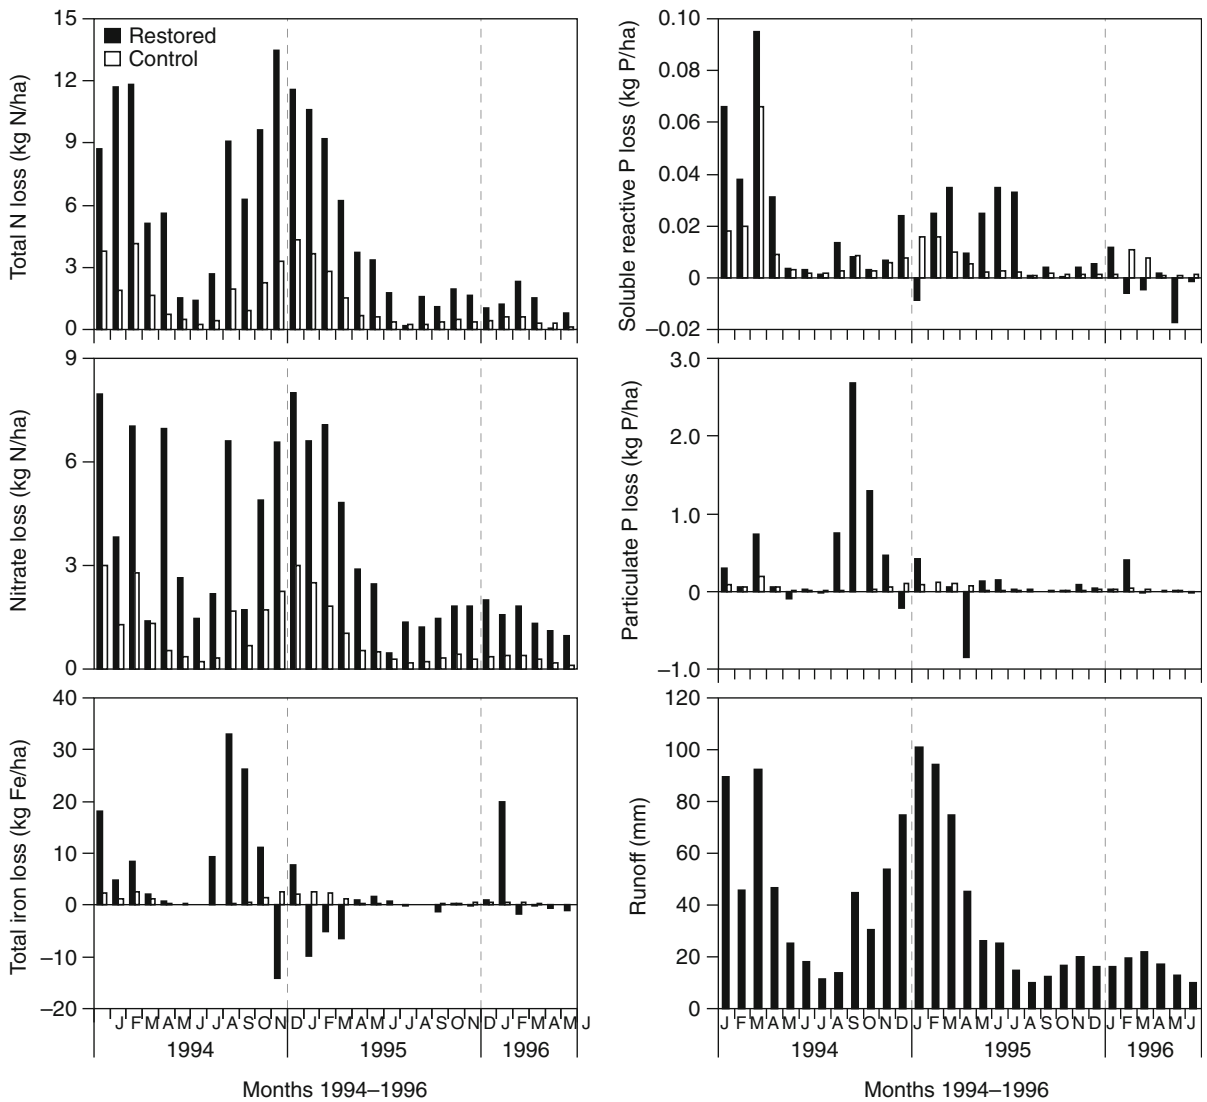 Total N loss (kg N/ha)
15
12
9
6
3
0
Restored
Control
Soluble reactive P loss (kg P/ha)
0.10
0.08
0.06
0.04
0.02
0
−0.02
Nitrate loss (kg N/ha)
9
6
3
0
Particulate P loss (kg P/ha)
3.0
2.0
1.0
0
−1.0
Total iron loss (kg Fe/ha)
40
30
20
10
0
−10
−20
J F M A M J J A S O N D J F M A M J J A S O N D J F M A M J
1994 1995 1996
Months 1994–1996
Runoff (mm)
120
100
80
60
40
20
0
J F M A M J J A S O N D J F M A M J J A S O N D J F M A M J
1994 1995 1996
Months 1994–1996